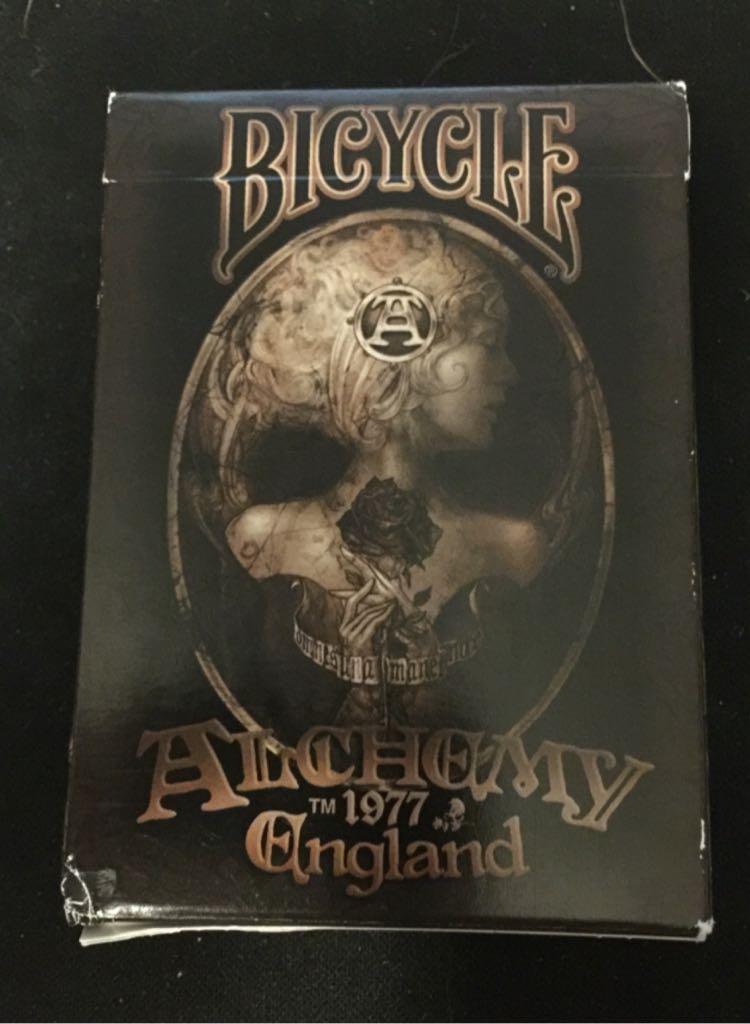 BICYCLE
®
A
ALCHEMY
™ 1977
England